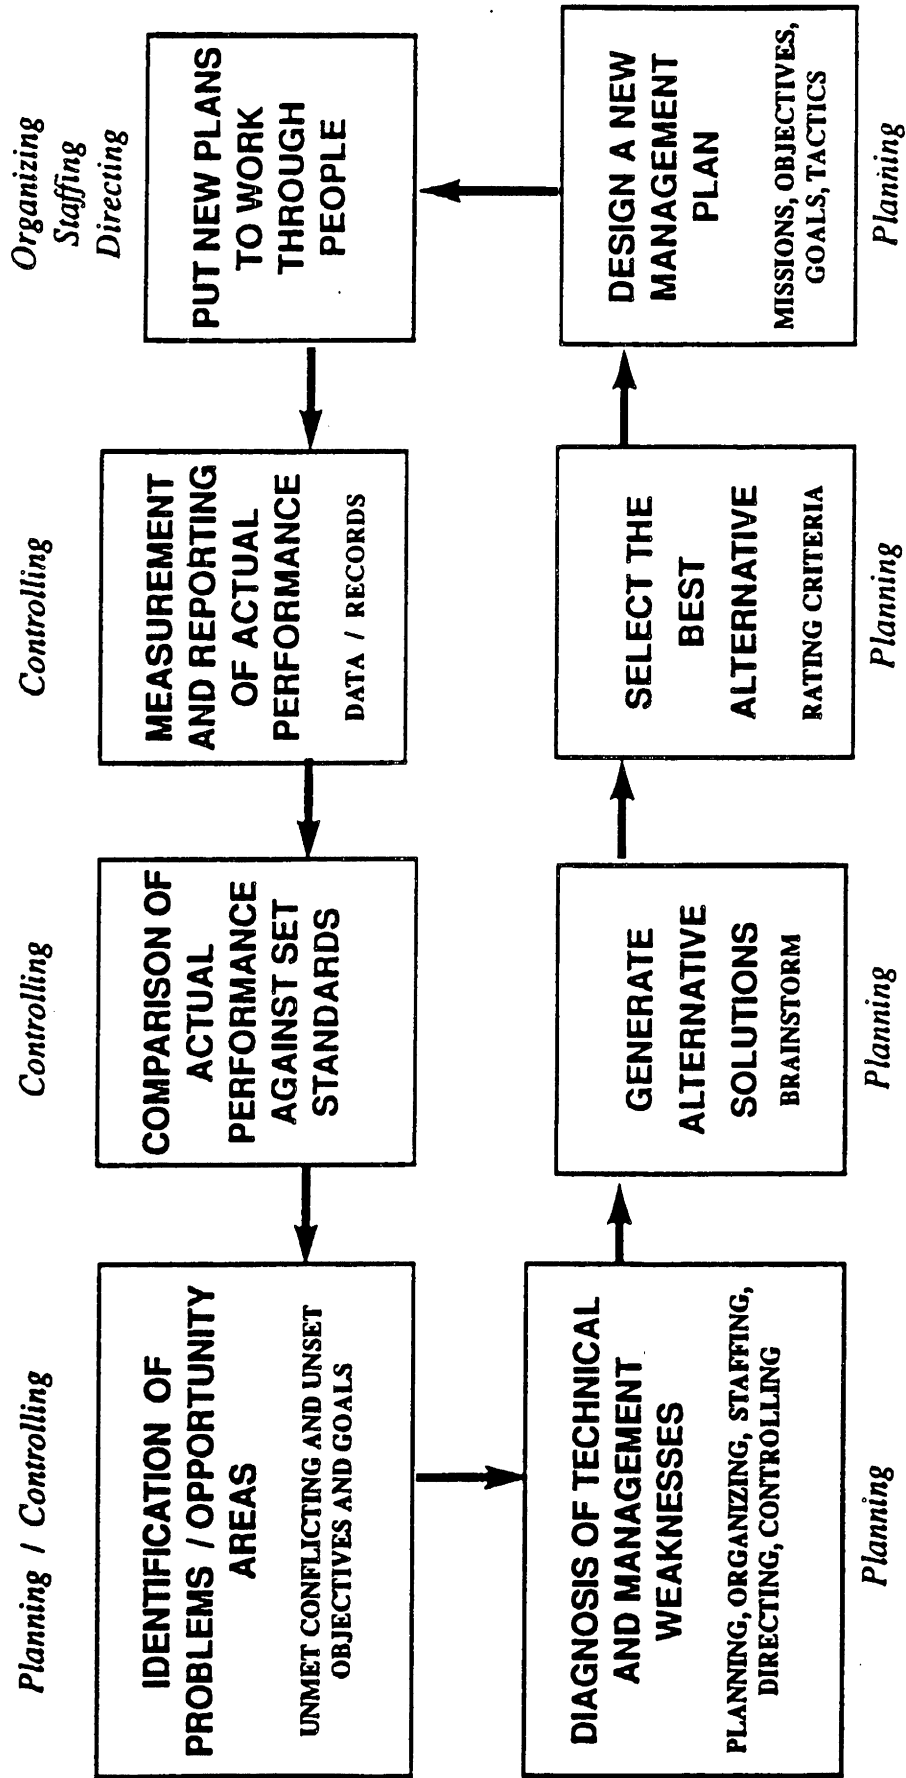 Planning / Controlling
IDENTIFICATION OF
PROBLEMS / OPPORTUNITY
AREAS
UNMET CONFLICTING AND UNSET
OBJECTIVES AND GOALS
Controlling
COMPARISON OF
ACTUAL
PERFORMANCE
AGAINST SET
STANDARDS
Controlling
MEASUREMENT
AND REPORTING
OF ACTUAL
PERFORMANCE
DATA / RECORDS
Organizing
Staffing
Directing
PUT NEW PLANS
TO WORK
THROUGH
PEOPLE
DIAGNOSIS OF TECHNICAL
AND MANAGEMENT
WEAKNESSES
PLANNING, ORGANIZING, STAFFING,
DIRECTING, CONTROLLING
Planning
GENERATE
ALTERNATIVE
SOLUTIONS
BRAINSTORM
Planning
SELECT THE
BEST
ALTERNATIVE
RATING CRITERIA
Planning
DESIGN A NEW
MANAGEMENT
PLAN
MISSIONS, OBJECTIVES,
GOALS, TACTICS
Planning